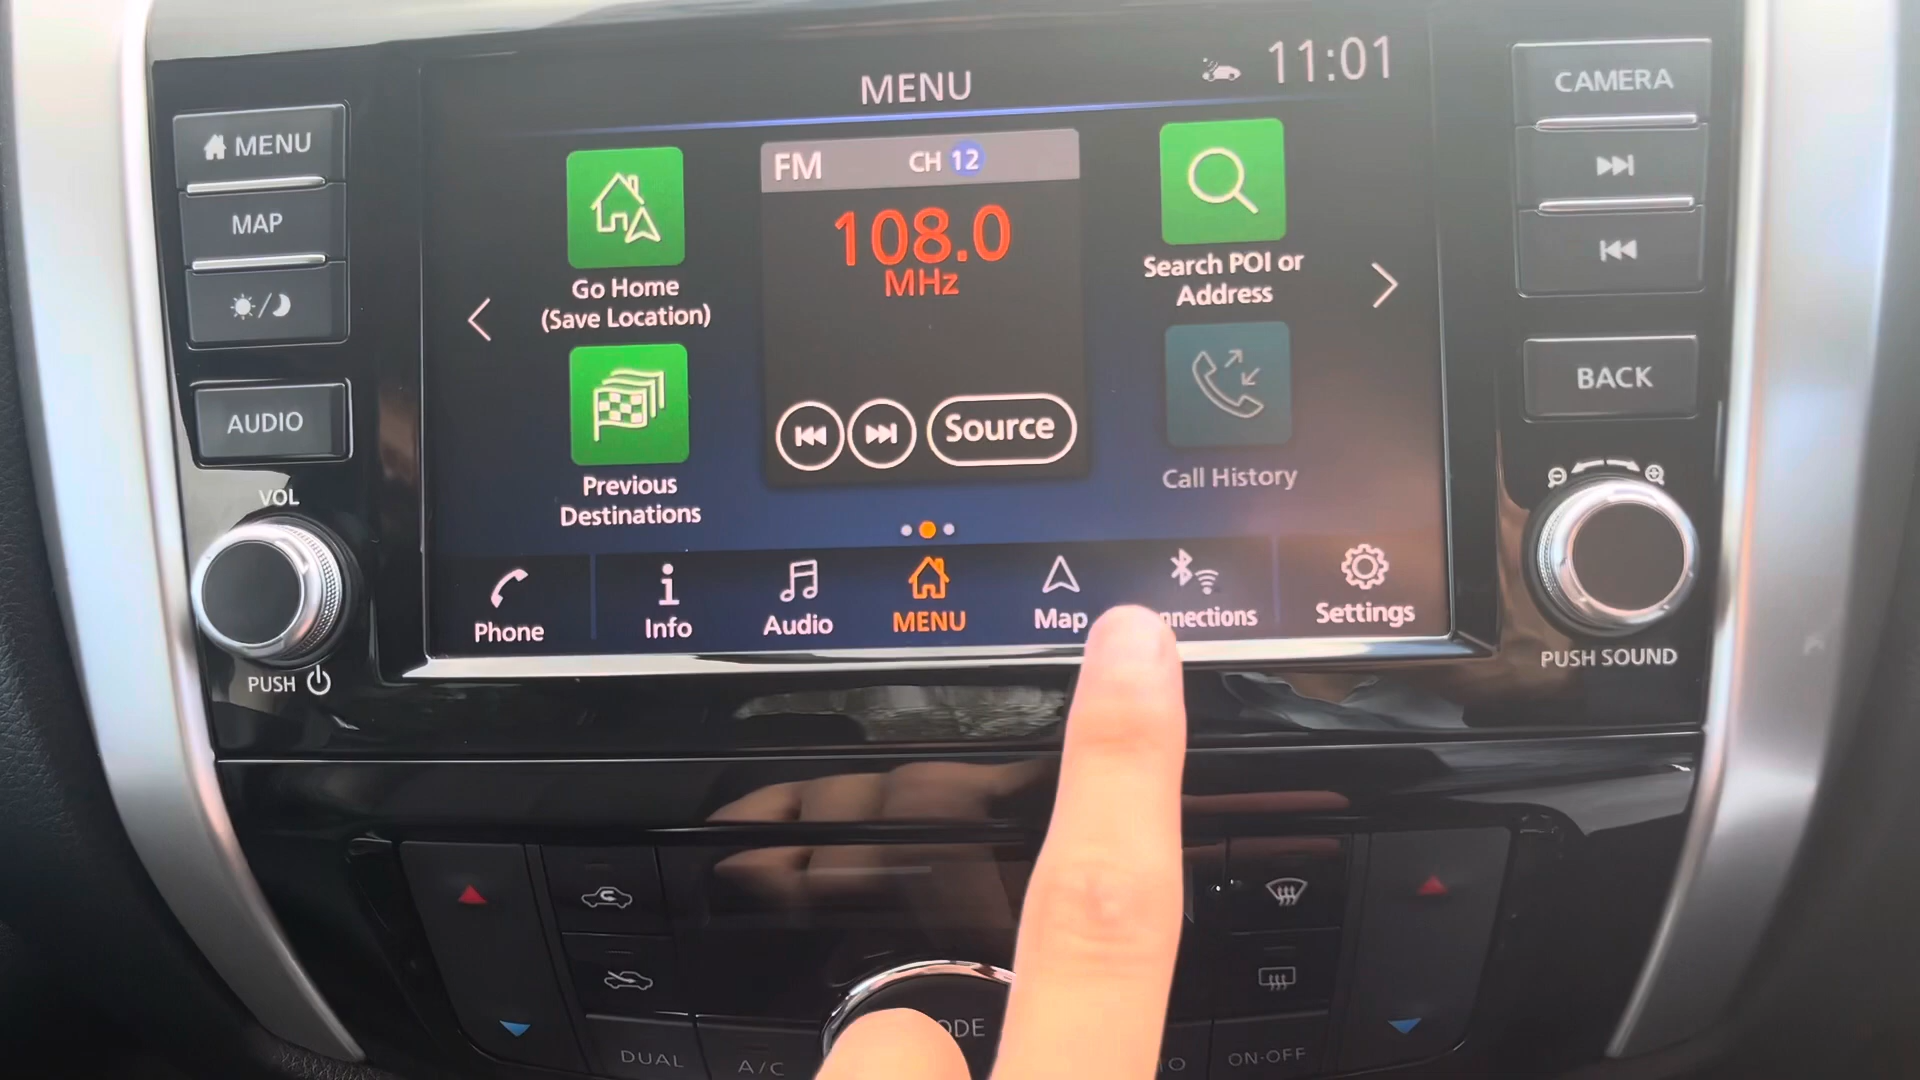 MENU
11:01
CAMERA
MENU
FM
CH 12
MAP
108.0
MHz
Go Home
(Save Location)
Search POI or
Address
AUDIO
BACK
Source
Previous
Destinations
Call History
VOL
Phone
Info
Audio
MENU
Map
nnections
Settings
PUSH
PUSH SOUND
DUAL
A/C
ODE
ON·OFF